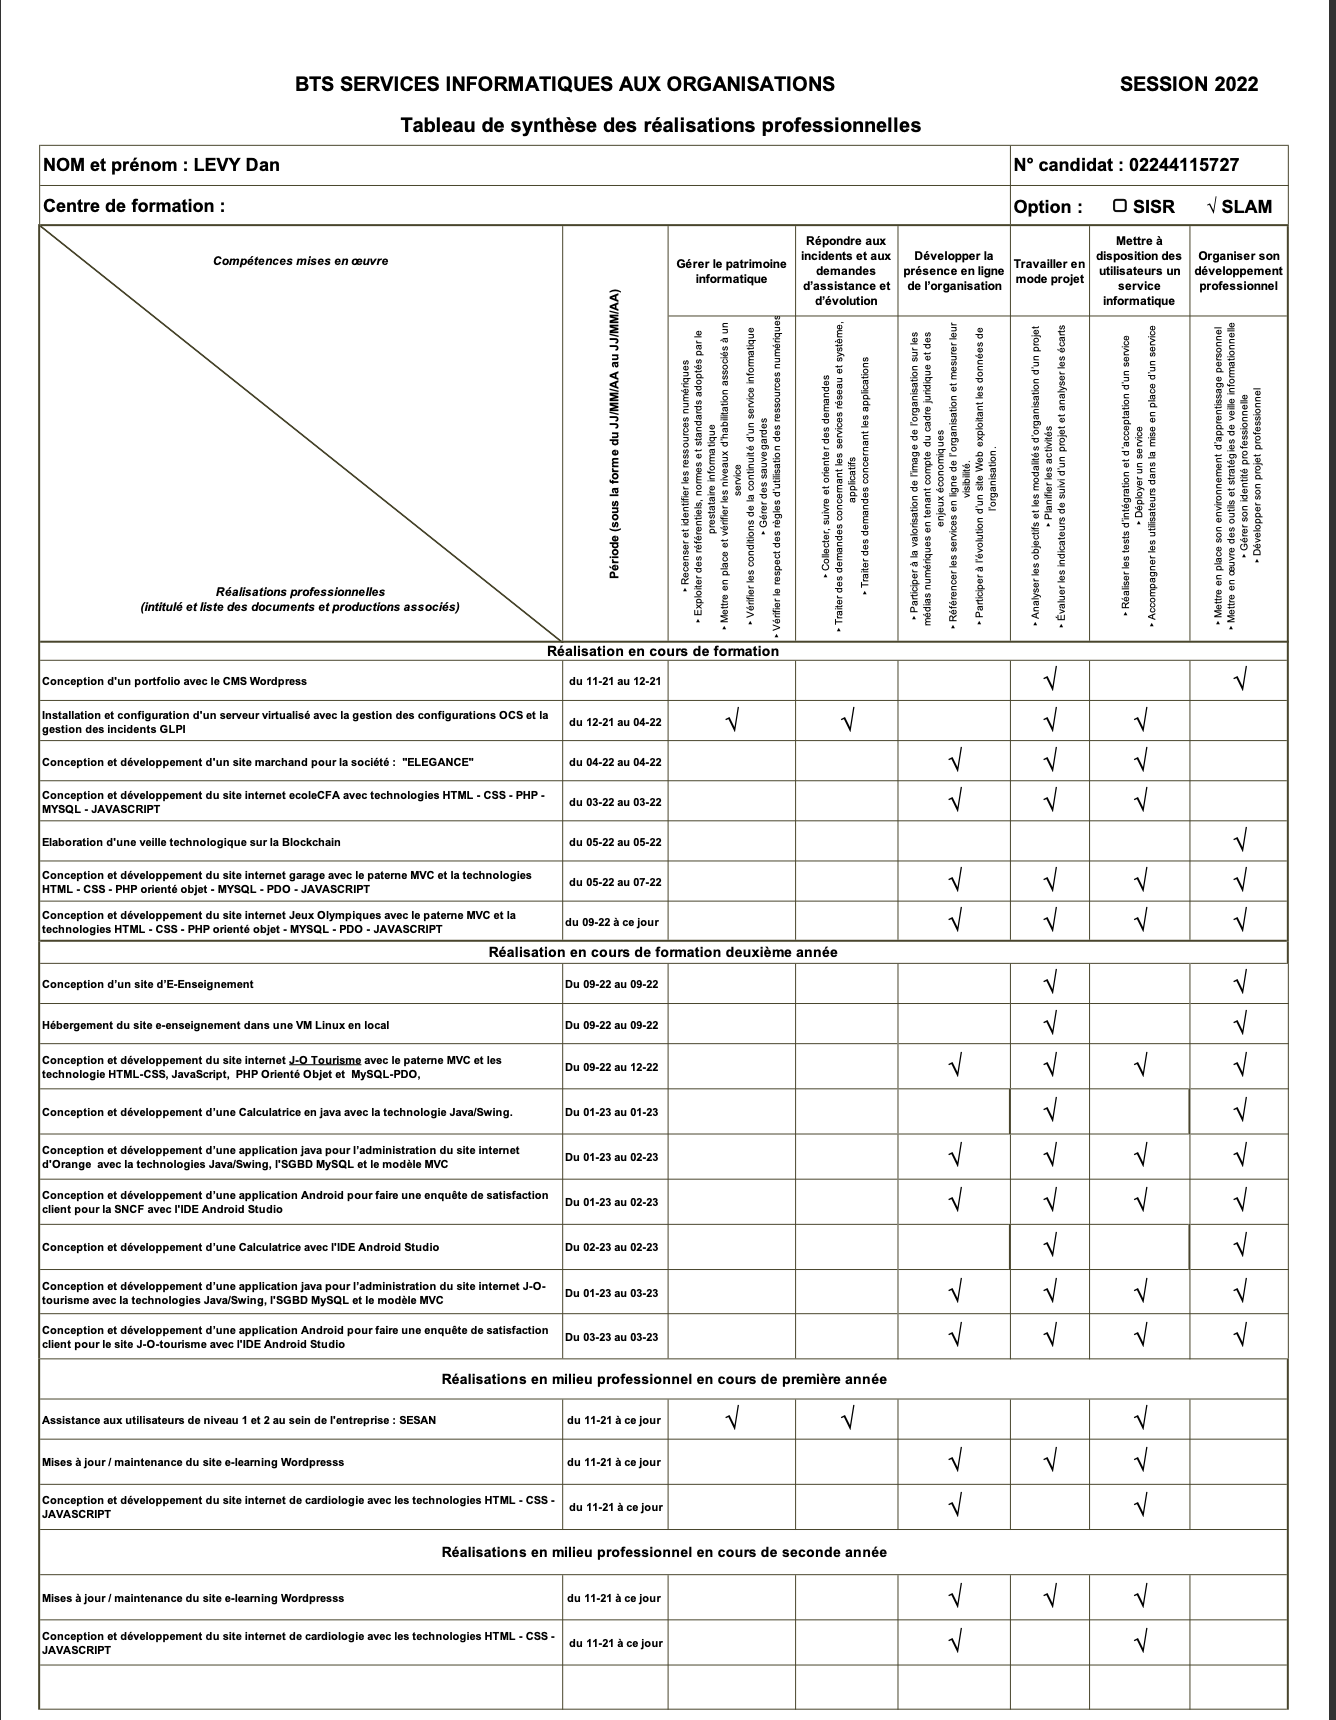 BTS SERVICES INFORMATIQUES AUX ORGANISATIONS
SESSION 2022
Tableau de synthèse des réalisations professionnelles
NOM et prénom : LEVY Dan
N° candidat : 02244115727
Centre de formation :
Option : ☐ SISR √ SLAM
Compétences mises en œuvre
Réalisations professionnelles
(intitulé et liste des documents et productions associés)
Période (sous la forme du JJ/MM/AA au JJ/MM/AA)
Gérer le patrimoine
informatique
Répondre aux
incidents et aux
demandes
d’assistance et
d’évolution
Développer la
présence en ligne
de l’organisation
Travailler en
mode projet
Mettre à
disposition des
utilisateurs un
service
informatique
Organiser son
développement
professionnel
‣ Recenser et identifier les ressources numériques
‣ Exploiter des référentiels, normes et standards adoptés par le
prestataire informatique
‣ Mettre en place et vérifier les niveaux d’habilitation associés à un
service
‣ Vérifier les conditions de la continuité d’un service informatique
‣ Gérer des sauvegardes
‣ Vérifier le respect des règles d’utilisation des ressources numériques
‣ Collecter, suivre et orienter des demandes
‣ Traiter des demandes concernant les services réseau et système,
applicatifs
‣ Traiter des demandes concernant les applications
‣ Participer à la valorisation de l’image de l’organisation sur les
médias numériques en tenant compte du cadre juridique et des
enjeux économiques
‣ Référencer les services en ligne de l’organisation et mesurer leur
visibilité.
‣ Participer à l’évolution d’un site Web exploitant les données de
l’organisation.
‣ Analyser les objectifs et les modalités d’organisation d’un projet
‣ Planifier les activités
‣ Évaluer les indicateurs de suivi d’un projet et analyser les écarts
‣ Réaliser les tests d’intégration et d’acceptation d’un service
‣ Déployer un service
‣ Accompagner les utilisateurs dans la mise en place d’un service
‣ Mettre en place son environnement d’apprentissage personnel
‣ Mettre en œuvre des outils et stratégies de veille informationnelle
‣ Gérer son identité professionnelle
‣ Développer son projet professionnel
Réalisation en cours de formation
Conception d'un portfolio avec le CMS Wordpress du 11-21 au 12-21 √ √
Installation et configuration d'un serveur virtualisé avec la gestion des configurations OCS et la
gestion des incidents GLPI
du 12-21 au 04-22 √ √ √ √
Conception et développement d'un site marchand pour la société : "ELEGANCE" du 04-22 au 04-22 √ √ √
Conception et développement du site internet ecoleCFA avec technologies HTML - CSS - PHP -
MYSQL - JAVASCRIPT
du 03-22 au 03-22 √ √ √
Elaboration d'une veille technologique sur la Blockchain du 05-22 au 05-22 √
Conception et développement du site internet garage avec le paterne MVC et la technologies
HTML - CSS - PHP orienté objet - MYSQL - PDO - JAVASCRIPT
du 05-22 au 07-22 √ √ √ √
Conception et développement du site internet Jeux Olympiques avec le paterne MVC et la
technologies HTML - CSS - PHP orienté objet - MYSQL - PDO - JAVASCRIPT
du 09-22 à ce jour √ √ √ √
Réalisation en cours de formation deuxième année
Conception d’un site d’E-Enseignement Du 09-22 au 09-22 √ √
Hébergement du site e-enseignement dans une VM Linux en local Du 09-22 au 09-22 √ √
Conception et développement du site internet J-O Tourisme avec le paterne MVC et les
technologie HTML-CSS, JavaScript, PHP Orienté Objet et MySQL-PDO,
Du 09-22 au 12-22 √ √ √ √
Conception et développement d’une Calculatrice en java avec la technologie Java/Swing. Du 01-23 au 01-23 √ √
Conception et développement d’une application java pour l’administration du site internet
d'Orange avec la technologies Java/Swing, l'SGBD MySQL et le modèle MVC
Du 01-23 au 02-23 √ √ √ √
Conception et développement d’une application Android pour faire une enquête de satisfaction
client pour la SNCF avec l'IDE Android Studio
Du 01-23 au 02-23 √ √ √ √
Conception et développement d’une Calculatrice avec l'IDE Android Studio Du 02-23 au 02-23 √ √
Conception et développement d’une application java pour l’administration du site internet J-O-
tourisme avec la technologies Java/Swing, l'SGBD MySQL et le modèle MVC
Du 01-23 au 03-23 √ √ √ √
Conception et développement d’une application Android pour faire une enquête de satisfaction
client pour le site J-O-tourisme avec l'IDE Android Studio
Du 03-23 au 03-23 √ √ √ √
Réalisations en milieu professionnel en cours de première année
Assistance aux utilisateurs de niveau 1 et 2 au sein de l'entreprise : SESAN du 11-21 à ce jour √ √ √
Mises à jour / maintenance du site e-learning Wordpresss du 11-21 à ce jour √ √ √
Conception et développement du site internet de cardiologie avec les technologies HTML - CSS -
JAVASCRIPT
du 11-21 à ce jour √ √
Réalisations en milieu professionnel en cours de seconde année
Mises à jour / maintenance du site e-learning Wordpresss du 11-21 à ce jour √ √ √
Conception et développement du site internet de cardiologie avec les technologies HTML - CSS -
JAVASCRIPT
du 11-21 à ce jour √ √